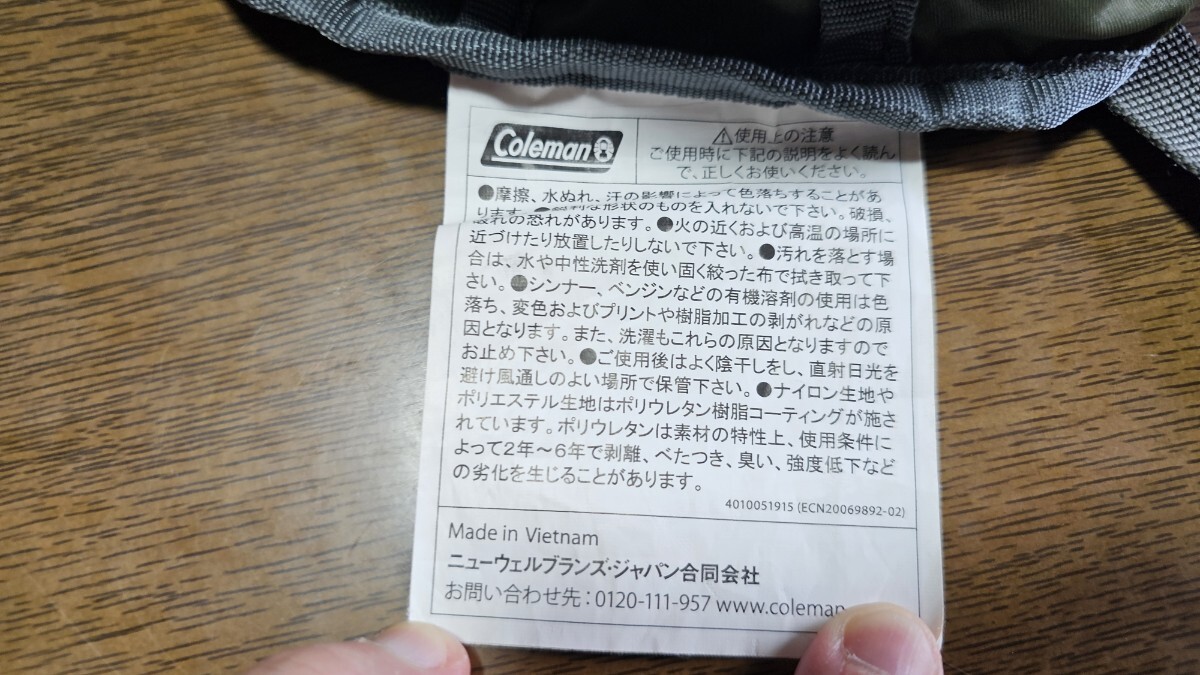 Coleman
⚠使用上の注意
ご使用時に下記の説明をよく読ん
で、正しくお使いください。
●摩擦、水ぬれ、汗の影響によって色落ちすることがあ
ります。 な形状のものを入れないで下さい。破損、
の恐れがあります。●火の近くおよび高温の場所に
近づけたり放置したりしないで下さい。●汚れを落とす場
合は、水や中性洗剤を使い固く絞った布で拭き取って下
さい。●シンナー、ベンジンなどの有機溶剤の使用は色
落ち、変色およびプリントや樹脂加工の剥がれなどの原
因となります。また、洗濯もこれらの原因となりますので
お止め下さい。●ご使用後はよく陰干しをし、直射日光を
避け風通しのよい場所で保管下さい。●ナイロン生地や
ポリエステル生地はポリウレタン樹脂コーティングが施さ
れています。ポリウレタンは素材の特性上、使用条件に
よって2年〜6年で剥離、べたつき、臭い、強度低下など
の劣化を生じることがあります。
4010051915 (ECN20069892-02)
Made in Vietnam
ニューウェルブランズ・ジャパン合同会社
お問い合わせ先:0120-111-957 www.coleman